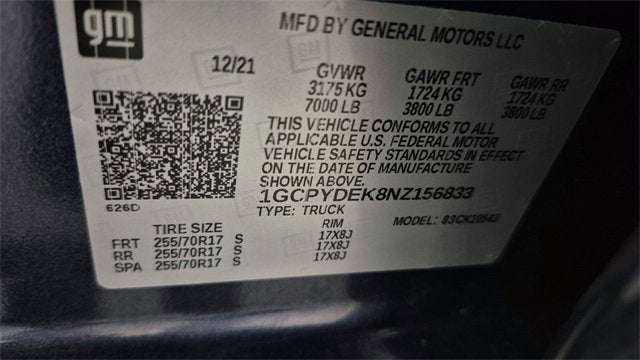 gm
MFD BY GENERAL MOTORS LLC
12/21
GVWR GAWR FRT GAWR RR
3175 KG 1724 KG 1724 KG
7000 LB 3800 LB 3800 LB
THIS VEHICLE CONFORMS TO ALL
APPLICABLE U.S. FEDERAL MOTOR
VEHICLE SAFETY STANDARDS IN EFFECT
ON THE DATE OF MANUFACTURE
SHOWN ABOVE.
1GCPYDEK8NZ156833
626D
TYPE: TRUCK MODEL:
TIRE SIZE RIM
FRT 255/70R17 S 17X8J
RR 255/70R17 S 17X8J
SPA 255/70R17 S 17X8J